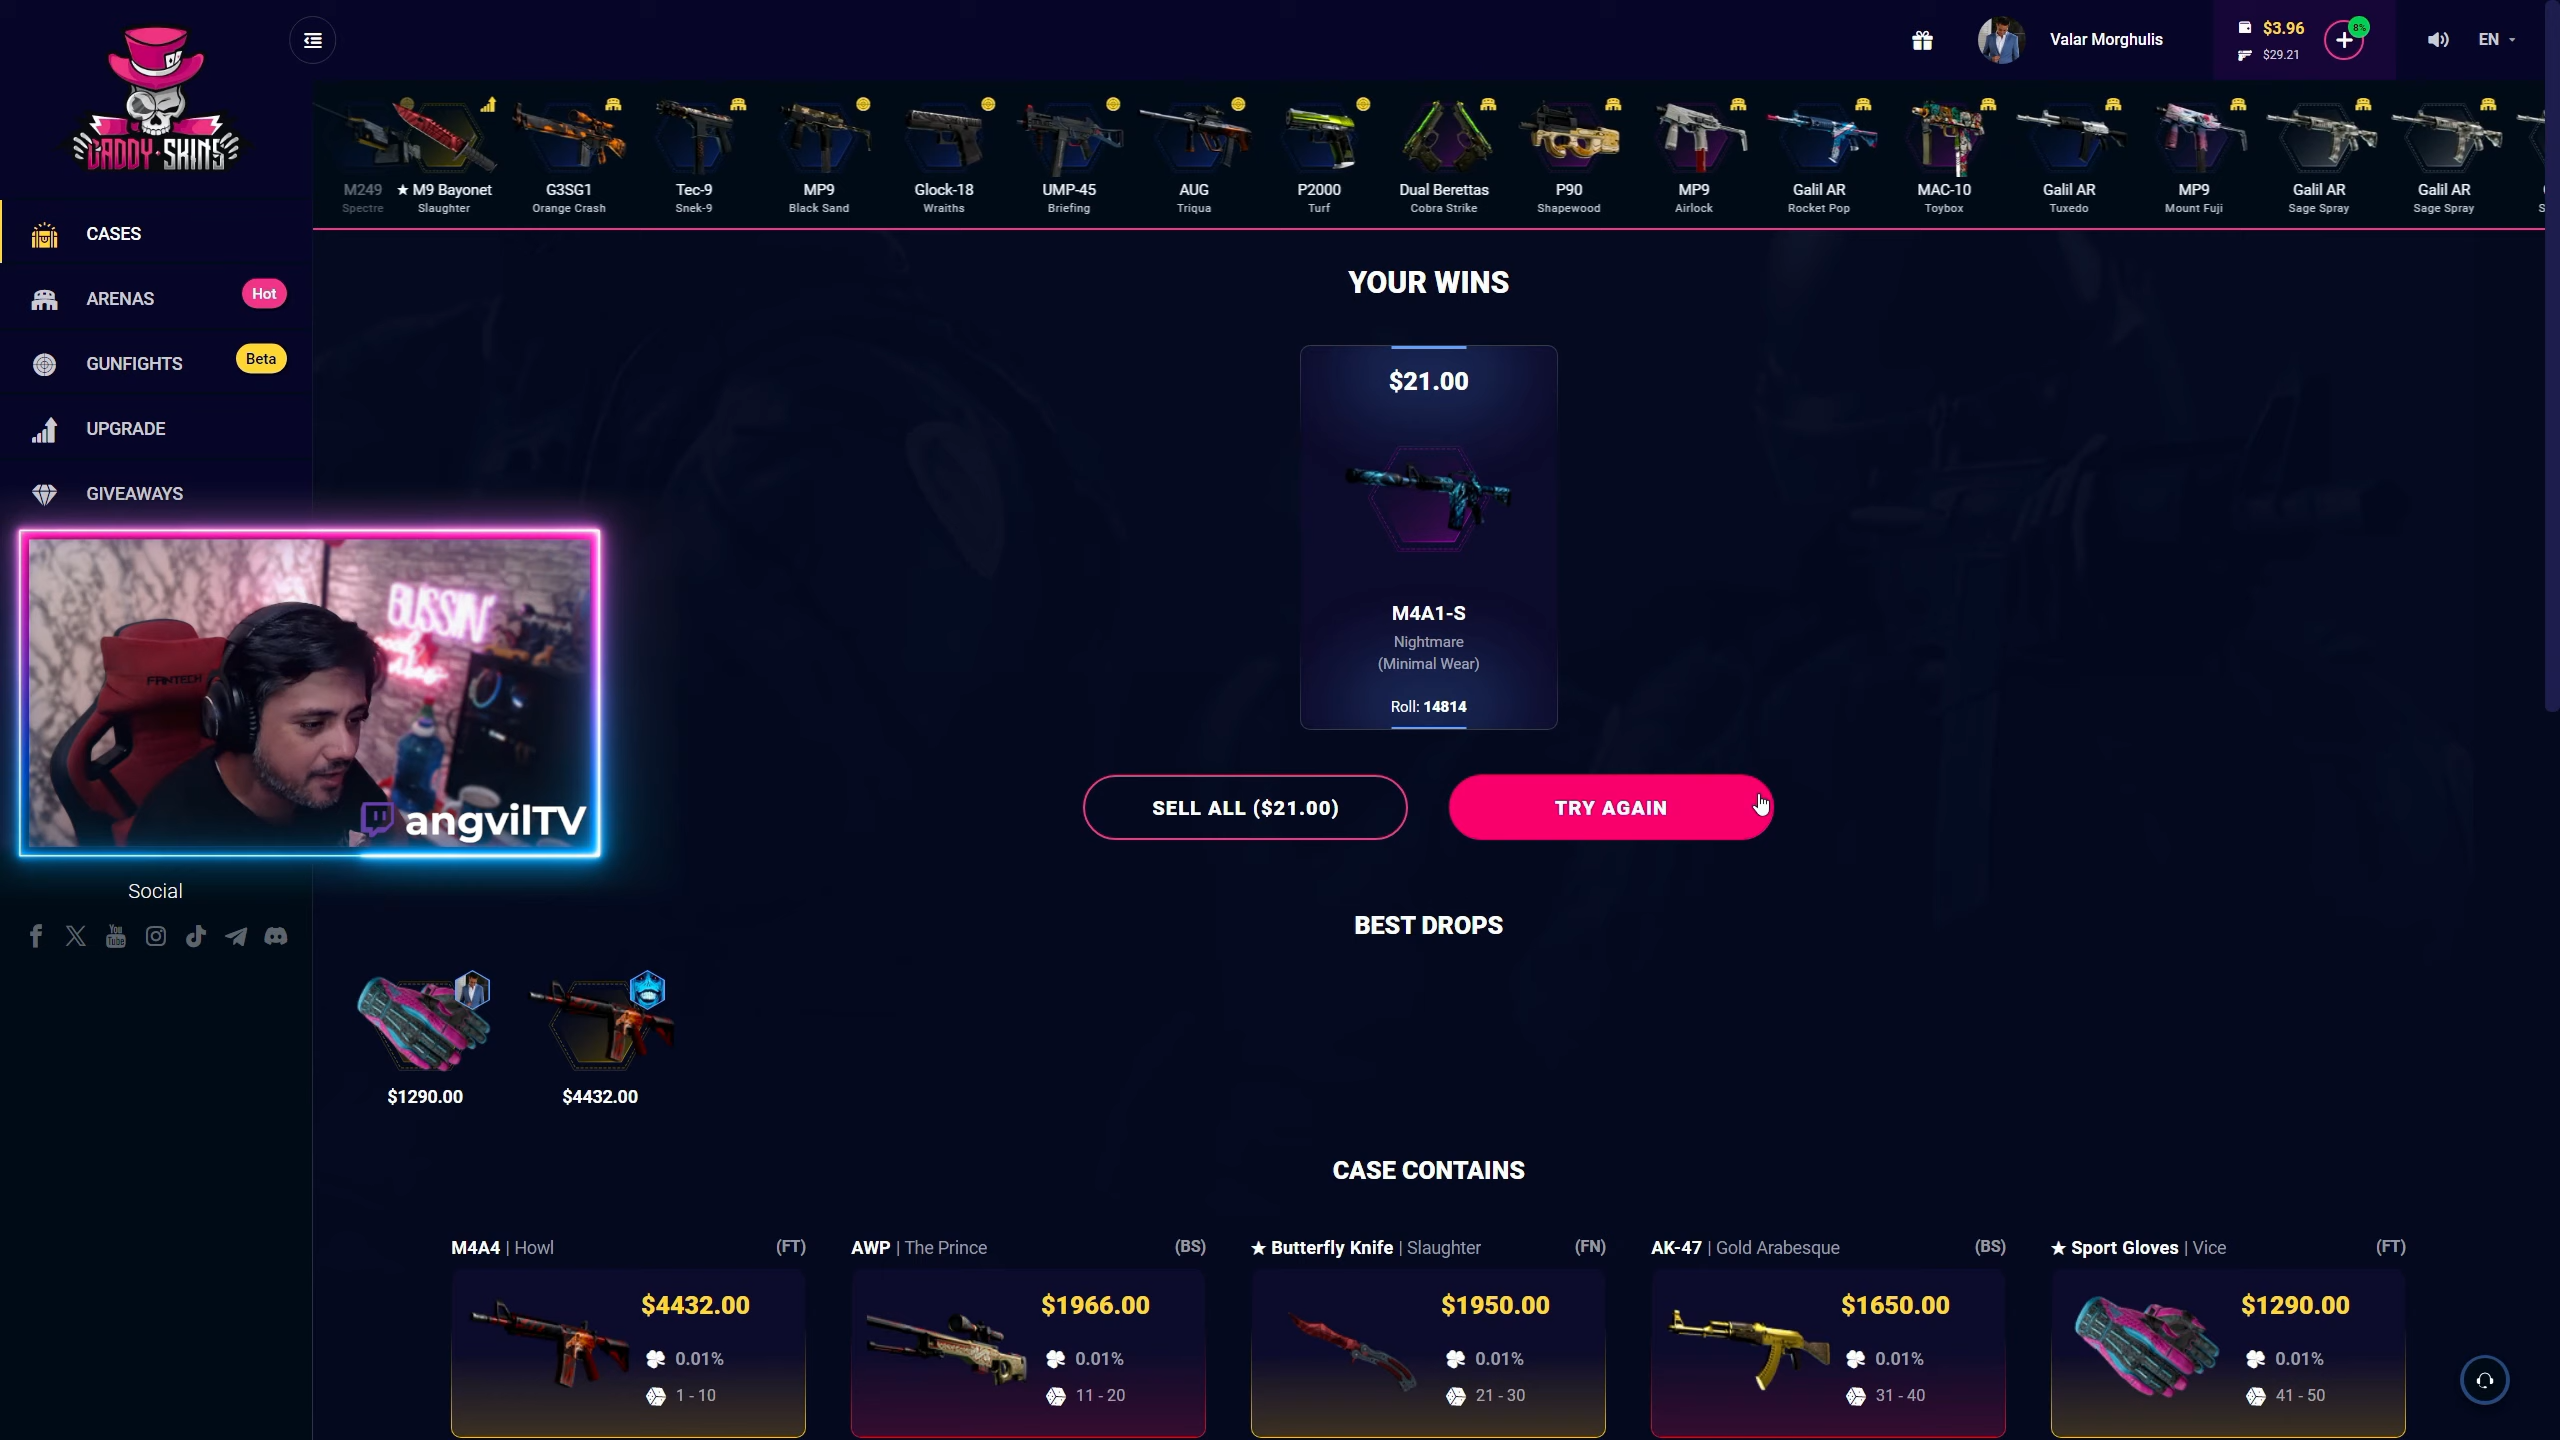 DADDY SKINS
Valar Morghulis
$3.96
$29.21
8%
EN
M249
Spectre
★ M9 Bayonet
Slaughter
G3SG1
Orange Crash
Tec-9
Snek-9
MP9
Black Sand
Glock-18
Wraiths
UMP-45
Briefing
AUG
Triqua
P2000
Turf
Dual Berettas
Cobra Strike
P90
Shapewood
MP9
Airlock
Galil AR
Rocket Pop
MAC-10
Toybox
Galil AR
Tuxedo
MP9
Mount Fuji
Galil AR
Sage Spray
Galil AR
Sage Spray
CASES
ARENAS
Hot
GUNFIGHTS
Beta
UPGRADE
GIVEAWAYS
YOUR WINS
$21.00
M4A1-S
Nightmare
(Minimal Wear)
Roll: 14814
SELL ALL ($21.00)
TRY AGAIN
BUSSIN'
FANTECH
angvilTV
Social
You
Tube
BEST DROPS
$1290.00
$4432.00
CASE CONTAINS
M4A4 | Howl
(FT)
$4432.00
0.01%
1 - 10
AWP | The Prince
(BS)
$1966.00
0.01%
11 - 20
★ Butterfly Knife | Slaughter
(FN)
$1950.00
0.01%
21 - 30
AK-47 | Gold Arabesque
(BS)
$1650.00
0.01%
31 - 40
★ Sport Gloves | Vice
(FT)
$1290.00
0.01%
41 - 50